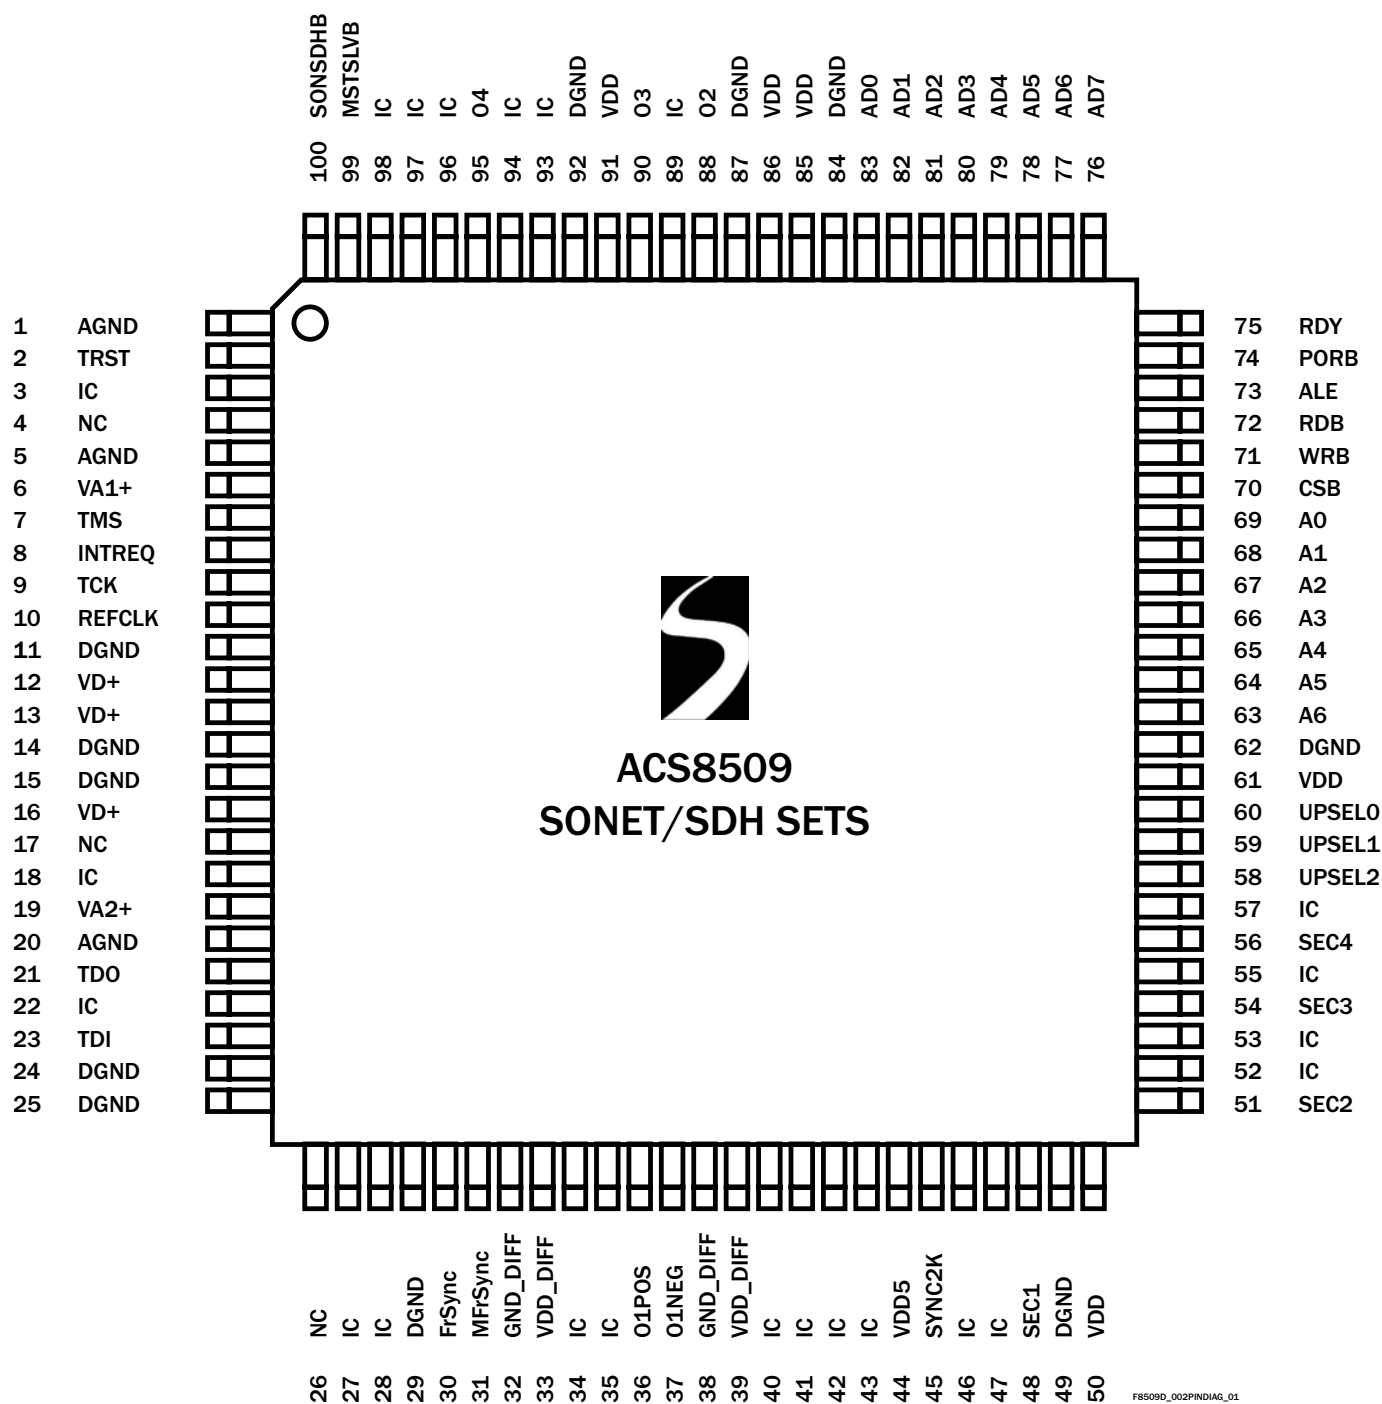 100 SONSDHB
99 MSTSLVB
98 IC
97 IC
96 IC
95 O4
94 IC
93 IC
92 DGND
91 VDD
90 O3
89 IC
88 O2
87 DGND
86 VDD
85 VDD
84 DGND
83 AD0
82 AD1
81 AD2
80 AD3
79 AD4
78 AD5
77 AD6
76 AD7
1 AGND
2 TRST
3 IC
4 NC
5 AGND
6 VA1+
7 TMS
8 INTREQ
9 TCK
10 REFCLK
11 DGND
12 VD+
13 VD+
14 DGND
15 DGND
16 VD+
17 NC
18 IC
19 VA2+
20 AGND
21 TDO
22 IC
23 TDI
24 DGND
25 DGND
ACS8509
SONET/SDH SETS
75 RDY
74 PORB
73 ALE
72 RDB
71 WRB
70 CSB
69 A0
68 A1
67 A2
66 A3
65 A4
64 A5
63 A6
62 DGND
61 VDD
60 UPSEL0
59 UPSEL1
58 UPSEL2
57 IC
56 SEC4
55 IC
54 SEC3
53 IC
52 IC
51 SEC2
26 NC
27 IC
28 IC
29 DGND
30 FrSync
31 MFrSync
32 GND_DIFF
33 VDD_DIFF
34 IC
35 IC
36 O1POS
37 O1NEG
38 GND_DIFF
39 VDD_DIFF
40 IC
41 IC
42 IC
43 IC
44 VDD5
45 SYNC2K
46 IC
47 IC
48 SEC1
49 DGND
50 VDD
F8509D_002PINDIAG_01